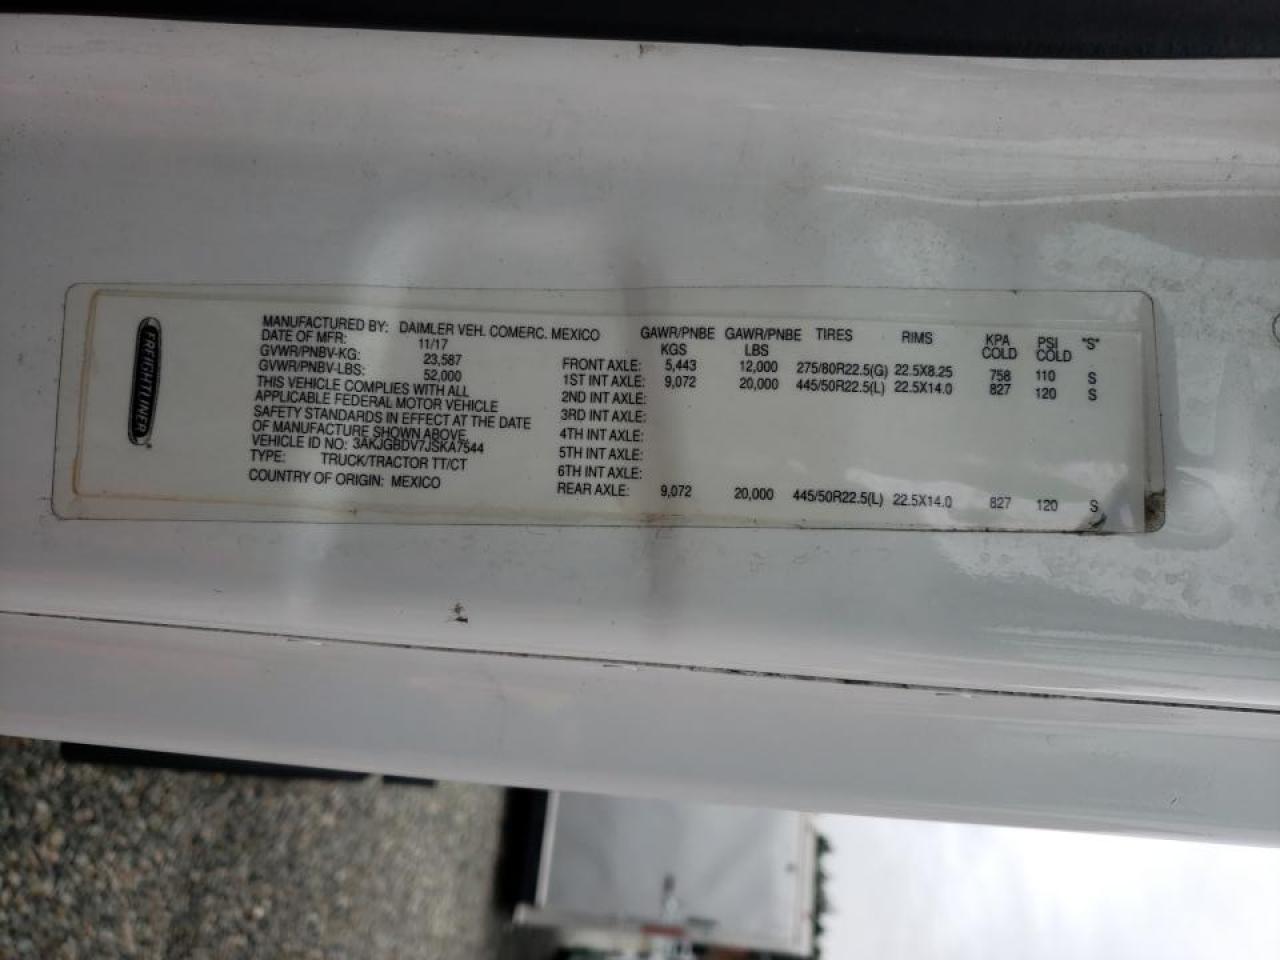 FREIGHTLINER
MANUFACTURED BY: DAIMLER VEH. COMERC. MEXICO
DATE OF MFR: 11/17
GVWR/PNBV-KG: 23,587
GVWR/PNBV-LBS: 52,000
THIS VEHICLE COMPLIES WITH ALL
APPLICABLE FEDERAL MOTOR VEHICLE
SAFETY STANDARDS IN EFFECT AT THE DATE
OF MANUFACTURE SHOWN ABOVE
VEHICLE ID NO: 3AKJGBDV7JSKA7544
TYPE: TRUCK/TRACTOR TT/CT
COUNTRY OF ORIGIN: MEXICO
GAWR/PNBE GAWR/PNBE TIRES RIMS KPA PSI "S"
KGS LBS COLD COLD
FRONT AXLE: 5,443 12,000 275/80R22.5(G) 22.5X8.25 758 110 S
1ST INT AXLE: 9,072 20,000 445/50R22.5(L) 22.5X14.0 827 120 S
2ND INT AXLE:
3RD INT AXLE:
4TH INT AXLE:
5TH INT AXLE:
6TH INT AXLE:
REAR AXLE: 9,072 20,000 445/50R22.5(L) 22.5X14.0 827 120 S